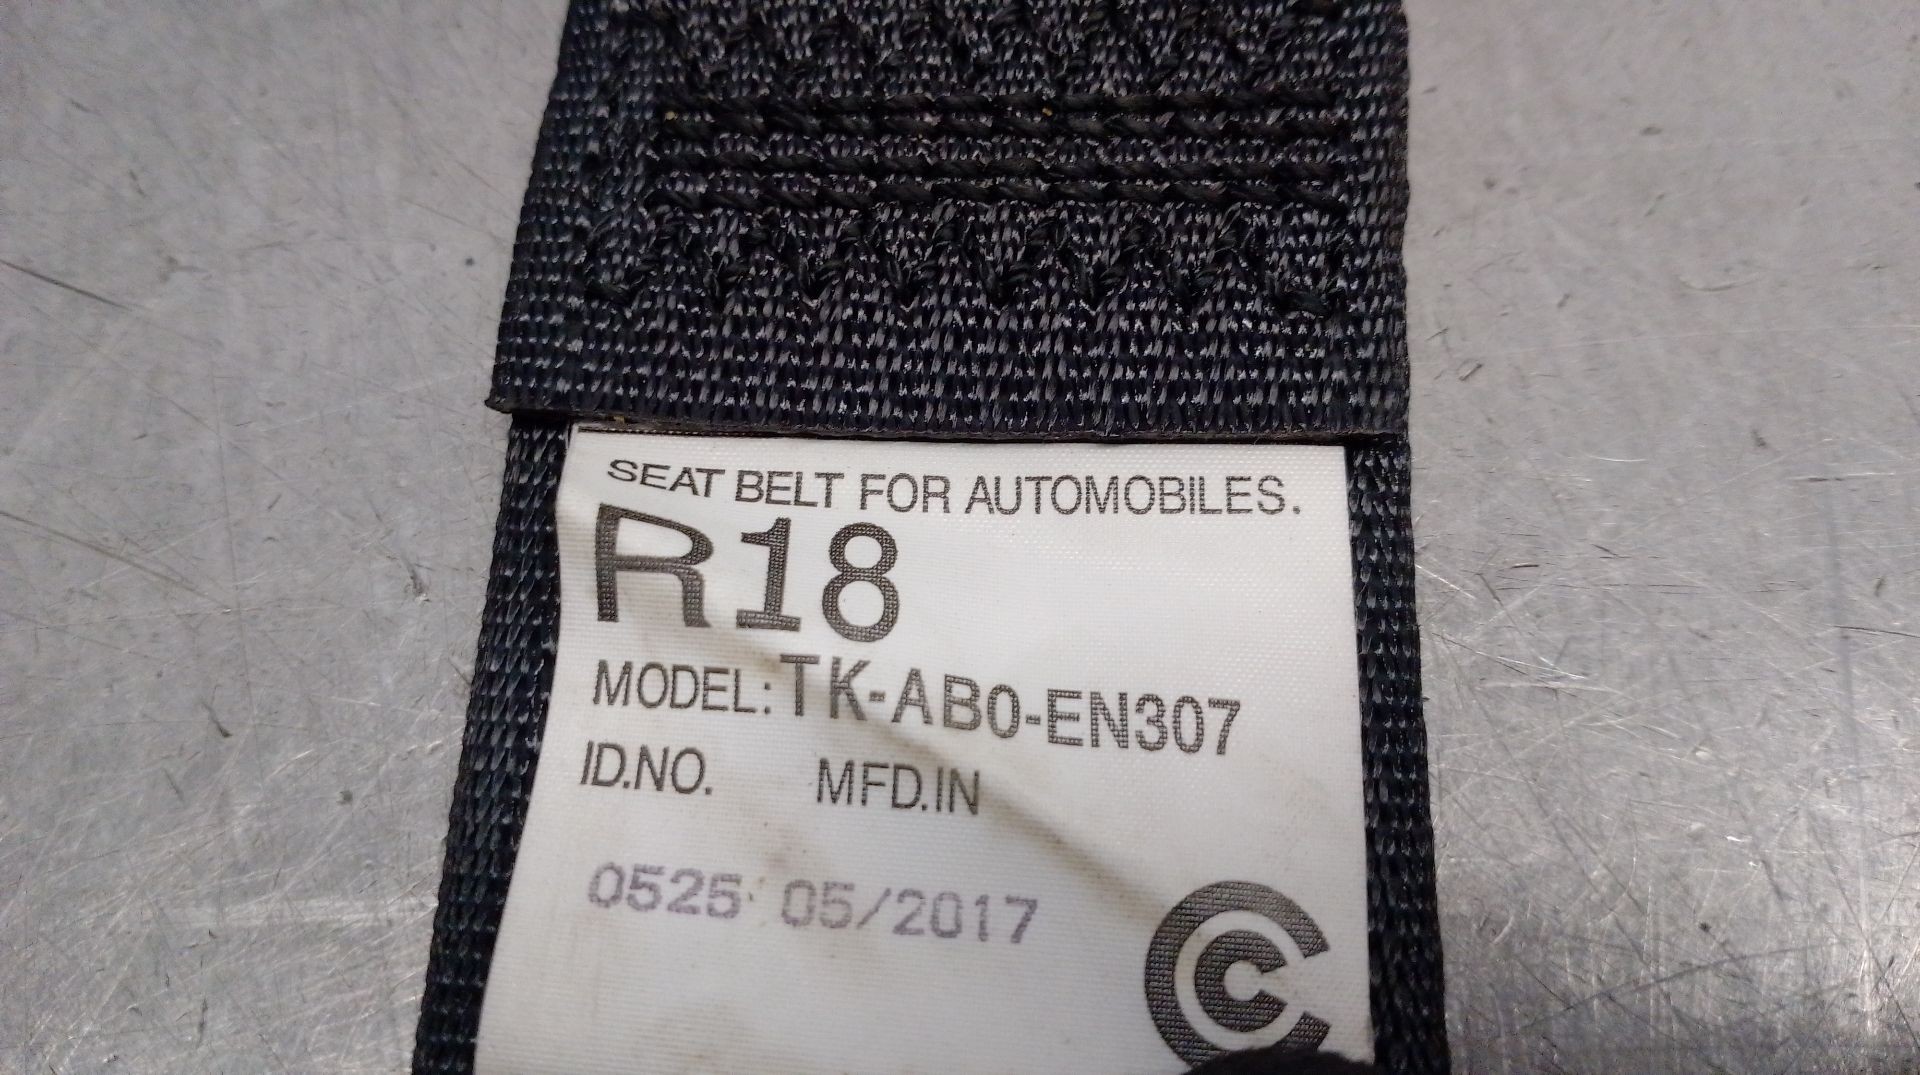 SEAT BELT FOR AUTOMOBILES.
R18
MODEL: TK-AB0-EN307
ID.NO. MFD.IN
0525 05/2017
C